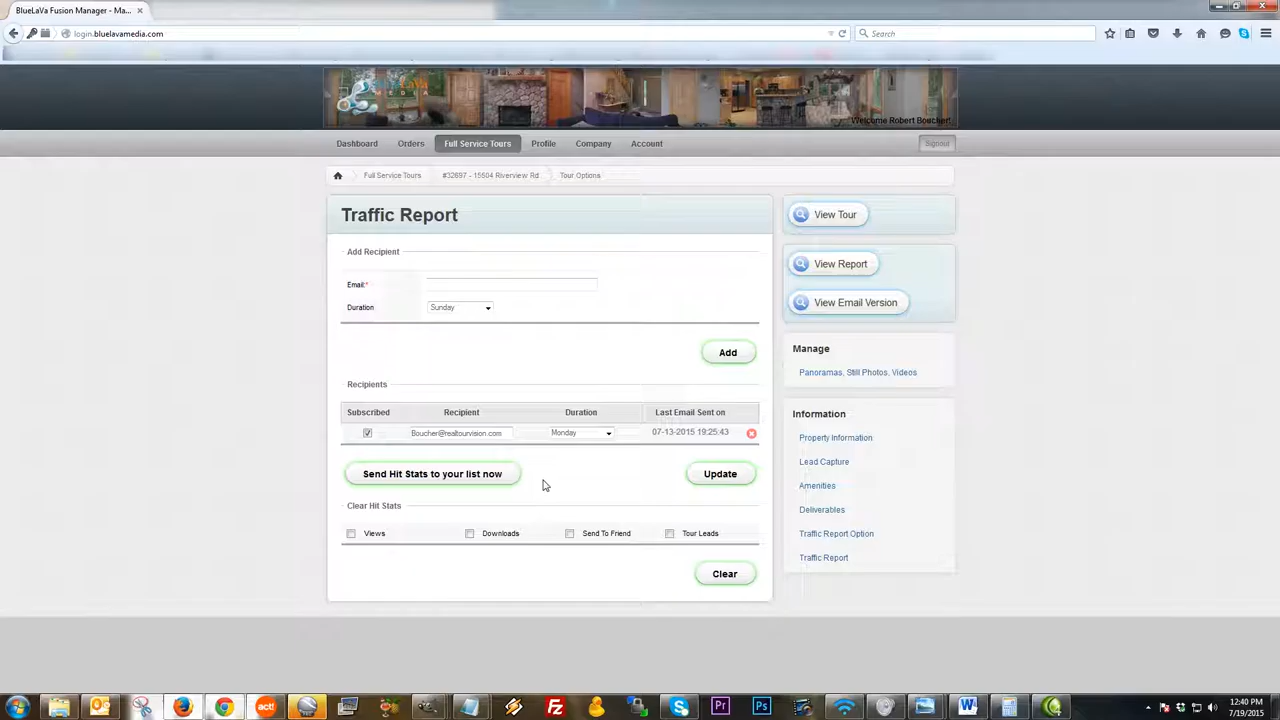 BlueLaVa Fusion Manager - Ma...
login.bluelavamedia.com
Search
MEDIA
Welcome Robert Boucher!
Dashboard Orders Full Service Tours Profile Company Account Signout
Full Service Tours #32697 - 15504 Riverview Rd Tour Options
Traffic Report
View Tour
Add Recipient
Email:*
View Report
Duration Sunday
View Email Version
Add
Manage
Panoramas, Still Photos, Videos
Recipients
Subscribed Recipient Duration Last Email Sent on
Boucher@realtourvision.com Monday 07-13-2015 19:25:43
Information
Property Information
Lead Capture
Amenities
Deliverables
Traffic Report Option
Traffic Report
Send Hit Stats to your list now Update
Clear Hit Stats
Views Downloads Send To Friend Tour Leads
Clear
act!
Pr
Ps
12:40 PM
7/19/2015